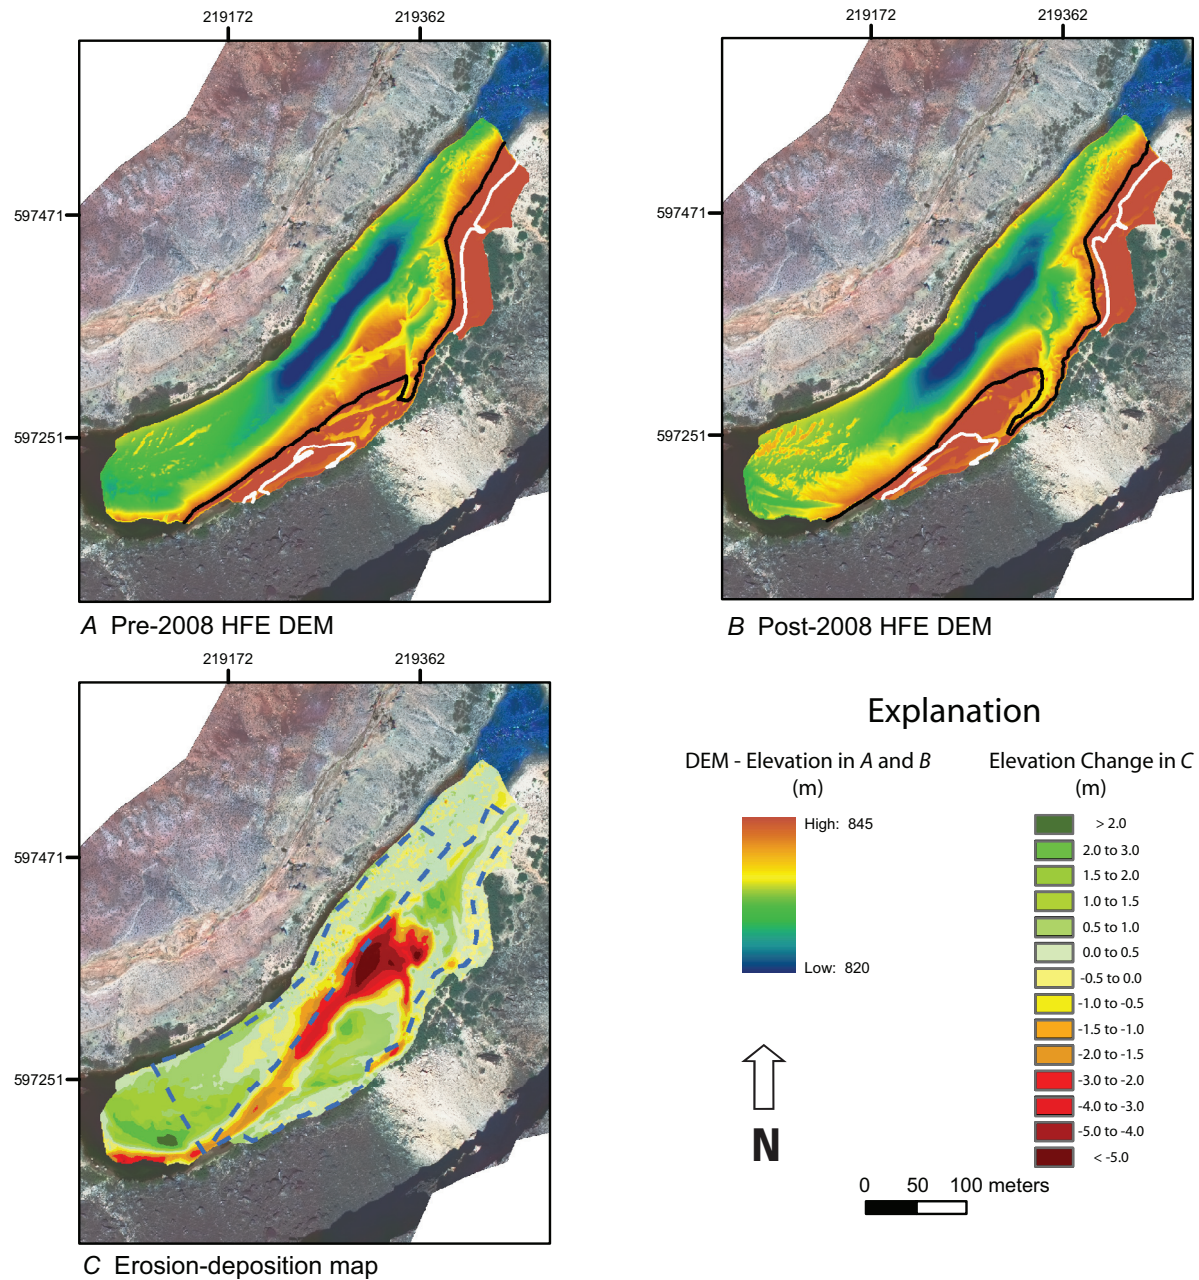 219172 219362
597471
597251
A Pre-2008 HFE DEM
219172 219362
597471
597251
B Post-2008 HFE DEM
219172 219362
597471
597251
C Erosion-deposition map
Explanation
DEM - Elevation in A and B
(m)
High: 845
Low: 820
N
Elevation Change in C
(m)
> 2.0
2.0 to 3.0
1.5 to 2.0
1.0 to 1.5
0.5 to 1.0
0.0 to 0.5
-0.5 to 0.0
-1.0 to -0.5
-1.5 to -1.0
-2.0 to -1.5
-3.0 to -2.0
-4.0 to -3.0
-5.0 to -4.0
< -5.0
0 50 100 meters